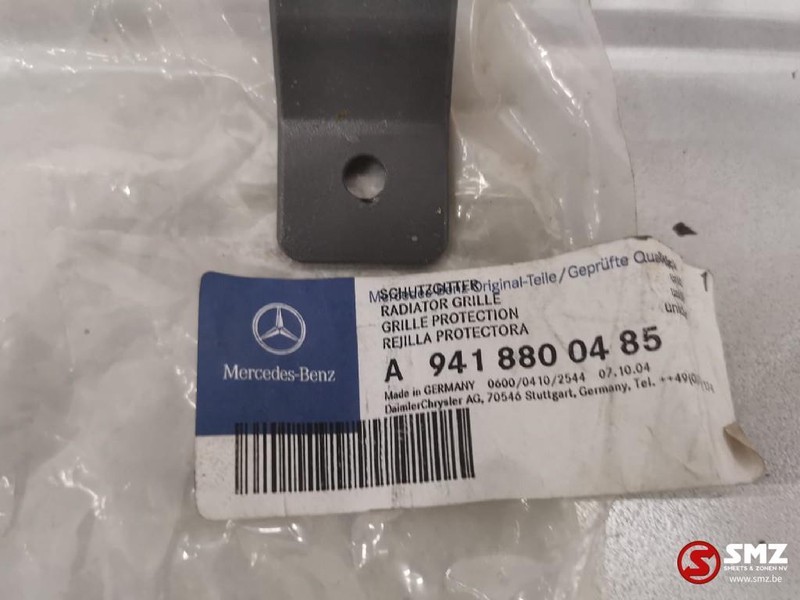 Mercedes-Benz Original-Teile/Geprüfte
SCHUTZGITTER
RADIATOR GRILLE
GRILLE PROTECTION
REJILLA PROTECTORA
A 941 880 04 85
Made in GERMANY 0600/0410/2544 07.10.04
DaimlerChrysler AG, 70546 Stuttgart, Germany, Tel. ++49(0)
1
Mercedes-Benz
SMZ
SMEETS & ZONEN NV
www.smz.be